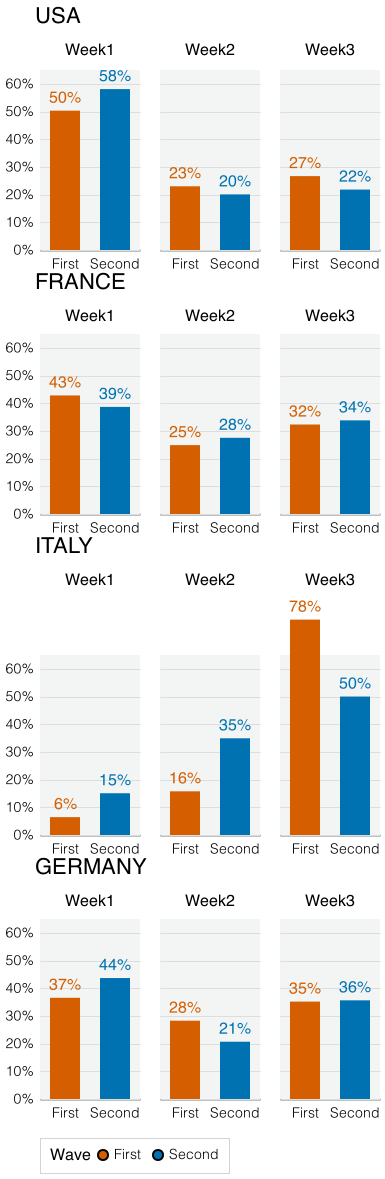 USA
Week1 Week2 Week3
60%
50%
40%
30%
20%
10%
0%
50% 58% 23% 20% 27% 22%
First Second First Second First Second
FRANCE
Week1 Week2 Week3
60%
50%
40%
30%
20%
10%
0%
43% 39% 25% 28% 32% 34%
First Second First Second First Second
ITALY
Week1 Week2 Week3
60%
50%
40%
30%
20%
10%
0%
6% 15% 16% 35% 78% 50%
First Second First Second First Second
GERMANY
Week1 Week2 Week3
60%
50%
40%
30%
20%
10%
0%
37% 44% 28% 21% 35% 36%
First Second First Second First Second
Wave First Second